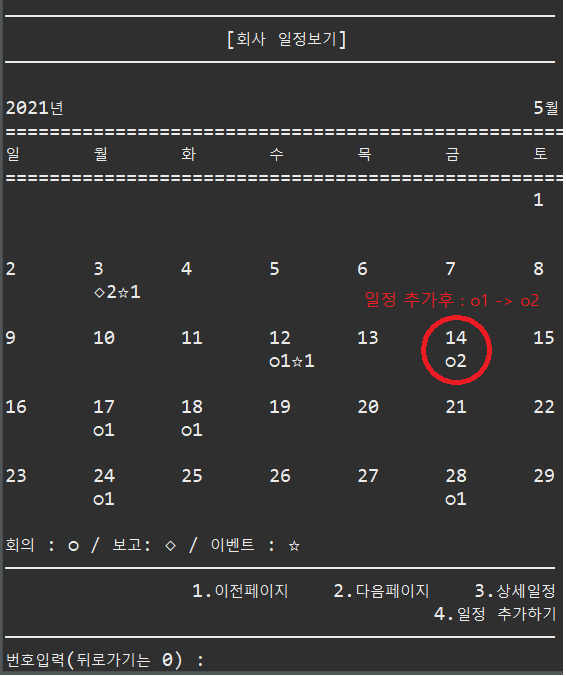 [회사 일정보기]
2021년 5월
==================================================
일 월 화 수 목 금 토
==================================================
1
2 3 4 5 6 7 8
◇2☆1
일정 추가후 : o1 -> o2
9 10 11 12 13 14 15
○1☆1 ○2
16 17 18 19 20 21 22
○1 ○1
23 24 25 26 27 28 29
○1 ○1
회의 : ○ / 보고: ◇ / 이벤트 : ☆
1.이전페이지 2.다음페이지 3.상세일정
4.일정 추가하기
번호입력(뒤로가기는 0) :